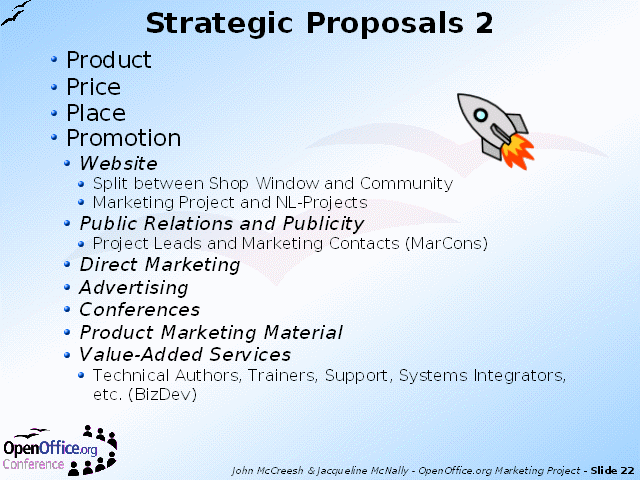 Strategic Proposals 2
Product
Price
Place
Promotion
Website
Split between Shop Window and Community
Marketing Project and NL-Projects
Public Relations and Publicity
Project Leads and Marketing Contacts (MarCons)
Direct Marketing
Advertising
Conferences
Product Marketing Material
Value-Added Services
Technical Authors, Trainers, Support, Systems Integrators,
etc. (BizDev)
OpenOffice.org
Conference
John McCreesh & Jacqueline McNally - OpenOffice.org Marketing Project - Slide 22